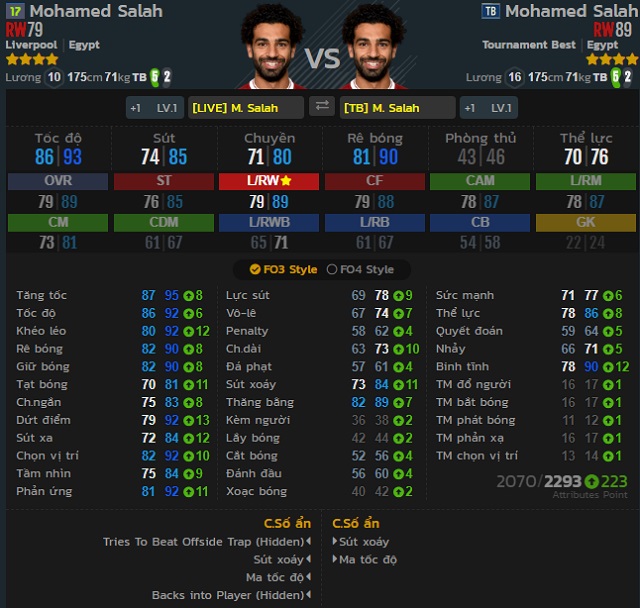 17 Mohamed Salah TB Mohamed Salah
RW79 RW89
Liverpool Egypt Tournament Best Egypt
Lương 10 175cm 71kg TB 5 2 Lương 16 175cm 71kg TB 5 2
VS
+1 LV.1 [LIVE] M. Salah [TB] M. Salah +1 LV.1
Tốc độ Sút Chuyền Rê bóng Phòng thủ Thể lực
86|93 74|85 71|80 81|90 43|46 70|76
OVR ST L/RW CF CAM L/RM
79|89 76|85 79|89 79|88 78|87 78|87
CM CDM L/RWB L/RB CB GK
73|81 61|67 65|71 61|67 54|58 22|24
FO3 Style FO4 Style
Tăng tốc 87 95 8 Lực sút 69 78 9 Sức mạnh 71 77 6
Tốc độ 86 92 6 Vô-lê 67 74 7 Thể lực 78 86 8
Khéo léo 80 92 12 Penalty 58 62 4 Quyết đoán 59 64 5
Rê bóng 82 90 8 Ch.dài 63 73 10 Nhảy 66 71 5
Giữ bóng 82 90 8 Đá phạt 57 61 4 Bình tĩnh 78 90 12
Tạt bóng 70 81 11 Sút xoáy 73 84 11 TM đổ người 16 17 1
Ch.ngắn 75 83 8 Thăng bằng 82 89 7 TM bắt bóng 16 17 1
Dứt điểm 79 92 13 Kèm người 36 38 2 TM phát bóng 11 12 1
Sút xa 72 84 12 Lấy bóng 42 44 2 TM phản xạ 16 17 1
Chọn vị trí 82 92 10 Cắt bóng 52 56 4 TM chọn vị trí 13 14 1
Tầm nhìn 75 84 9 Đánh đầu 56 60 4 2070/2293 223
Phản ứng 81 92 11 Xoạc bóng 40 42 2 Attributes Point
C.Số ẩn C.Số ẩn
Tries To Beat Offside Trap (Hidden) Sút xoáy
Sút xoáy Ma tốc độ
Ma tốc độ
Backs into Player (Hidden)